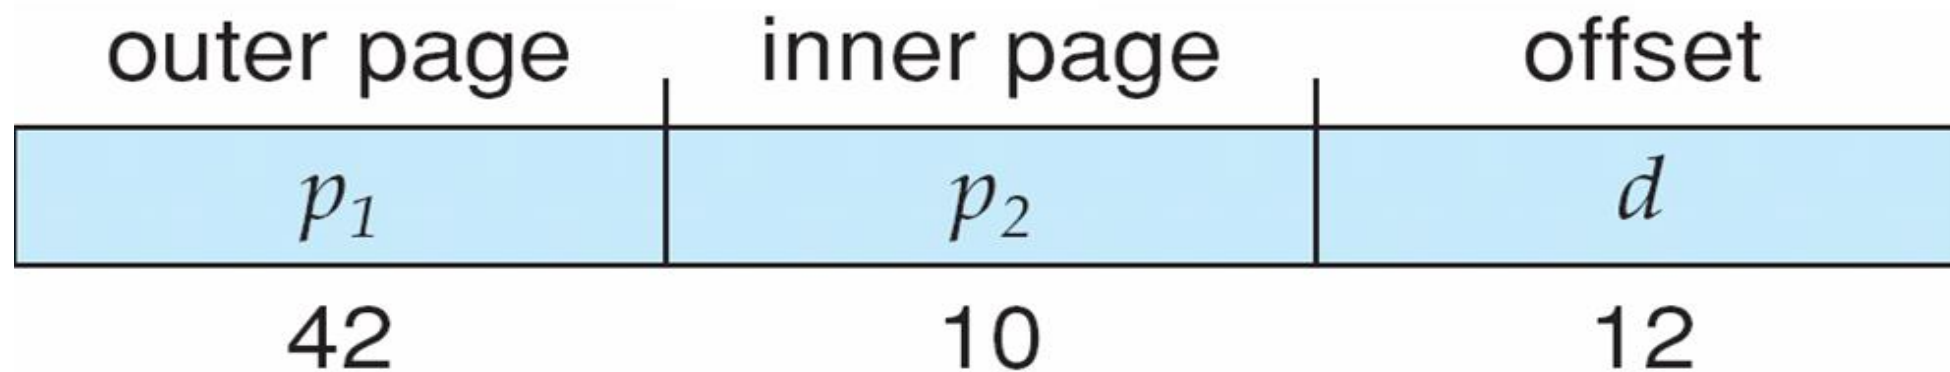 outer page inner page offset
p₁ p₂ d
42 10 12